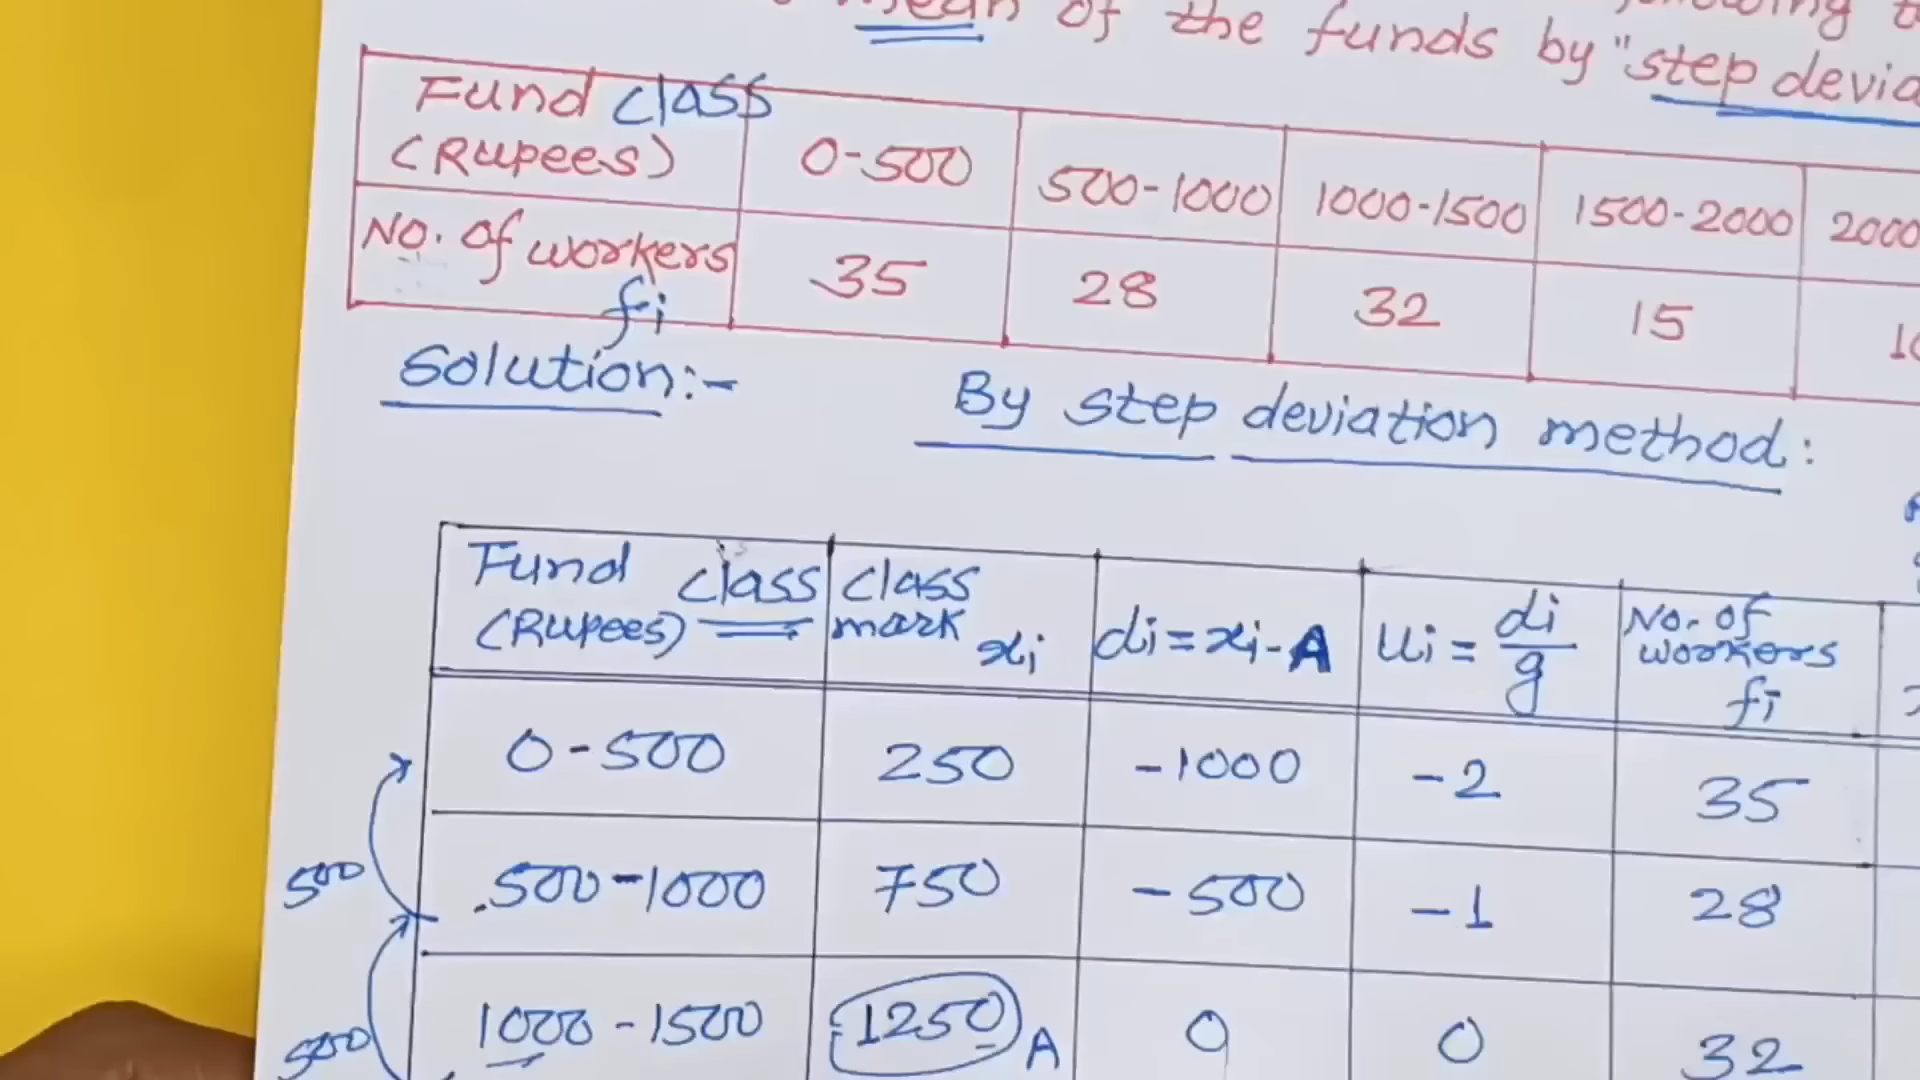 mean of the funds by "step
Fund class
(Rupees)
0-500
500-1000
1000-1500
1500-2000
2000
No. of workers
fi
35
28
32
15
Solution:-
By step deviation method:
Fund class
(Rupees)
class
mark xi
di = xi - A
ui = di/g
No. of
workers
fi
0-500
250
-1000
-2
35
500
500-1000
750
-500
-1
28
500
1000-1500
1250 A
0
0
32